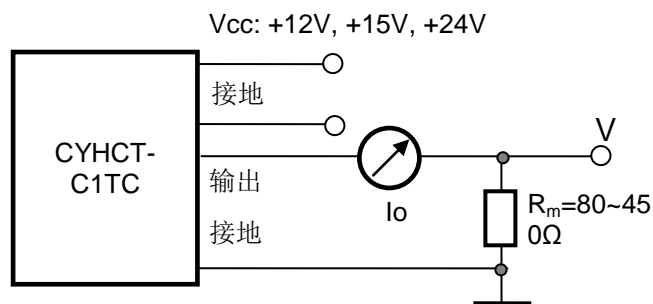 Vcc: +12V, +15V, +24V
接地
CYHCT-
C1TC
输出
接地
Io
V
Rm=80~45
0Ω